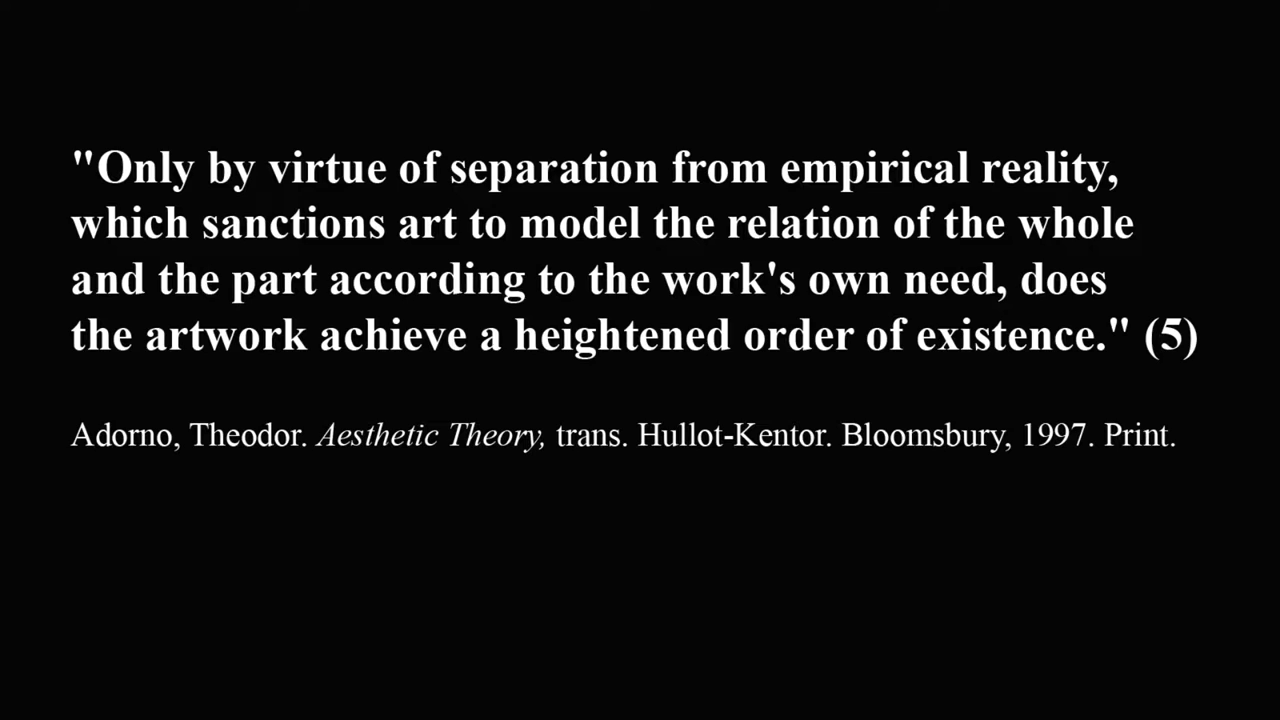 "Only by virtue of separation from empirical reality,
which sanctions art to model the relation of the whole
and the part according to the work's own need, does
the artwork achieve a heightened order of existence." (5)
Adorno, Theodor. Aesthetic Theory, trans. Hullot-Kentor. Bloomsbury, 1997. Print.